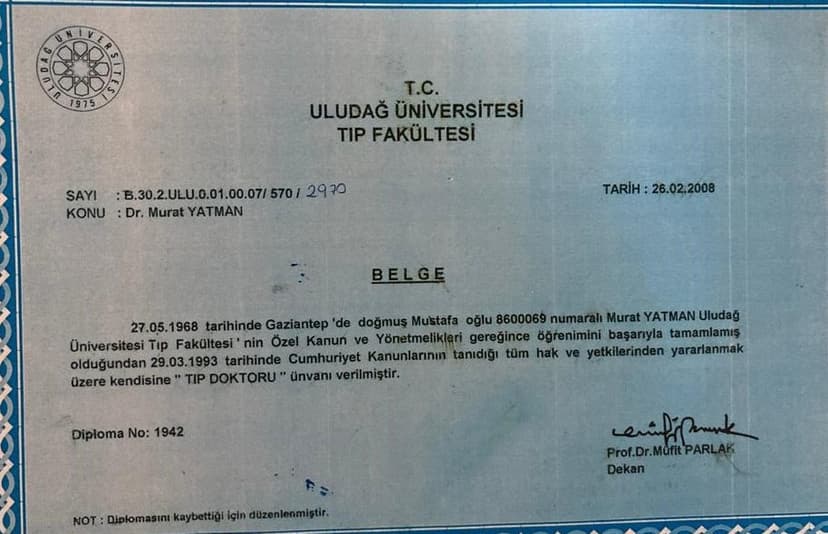 ULUDAĞ ÜNİVERSİTESİ
1975
T.C.
ULUDAĞ ÜNİVERSİTESİ
TIP FAKÜLTESİ
SAYI : B.30.2.ULU.0.01.00.07/ 570 / 2970
TARİH : 26.02.2008
KONU : Dr. Murat YATMAN
BELGE
27.05.1968 tarihinde Gaziantep 'de doğmuş Mustafa oğlu 8600069 numaralı Murat YATMAN Uludağ
Üniversitesi Tıp Fakültesi ' nin Özel Kanun ve Yönetmelikleri gereğince öğrenimini başarıyla tamamlamış
olduğundan 29.03.1993 tarihinde Cumhuriyet Kanunlarının tanıdığı tüm hak ve yetkilerinden yararlanmak
üzere kendisine " TIP DOKTORU " ünvanı verilmiştir.
Diploma No: 1942
Prof.Dr.Müfit PARLAK
Dekan
NOT : Diplomasını kaybettiği için düzenlenmiştir.